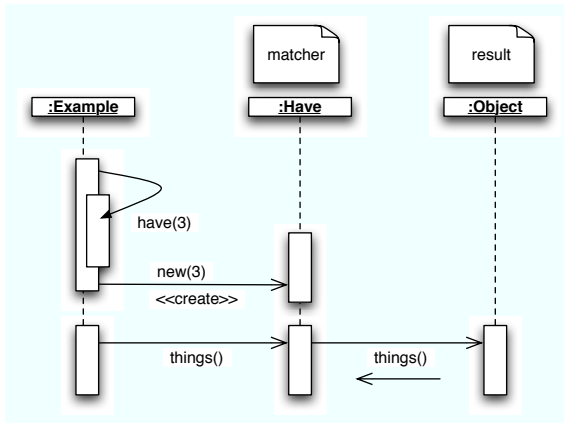 matcher
result
:Example
:Have
:Object
have(3)
new(3)
<<create>>
things()
things()